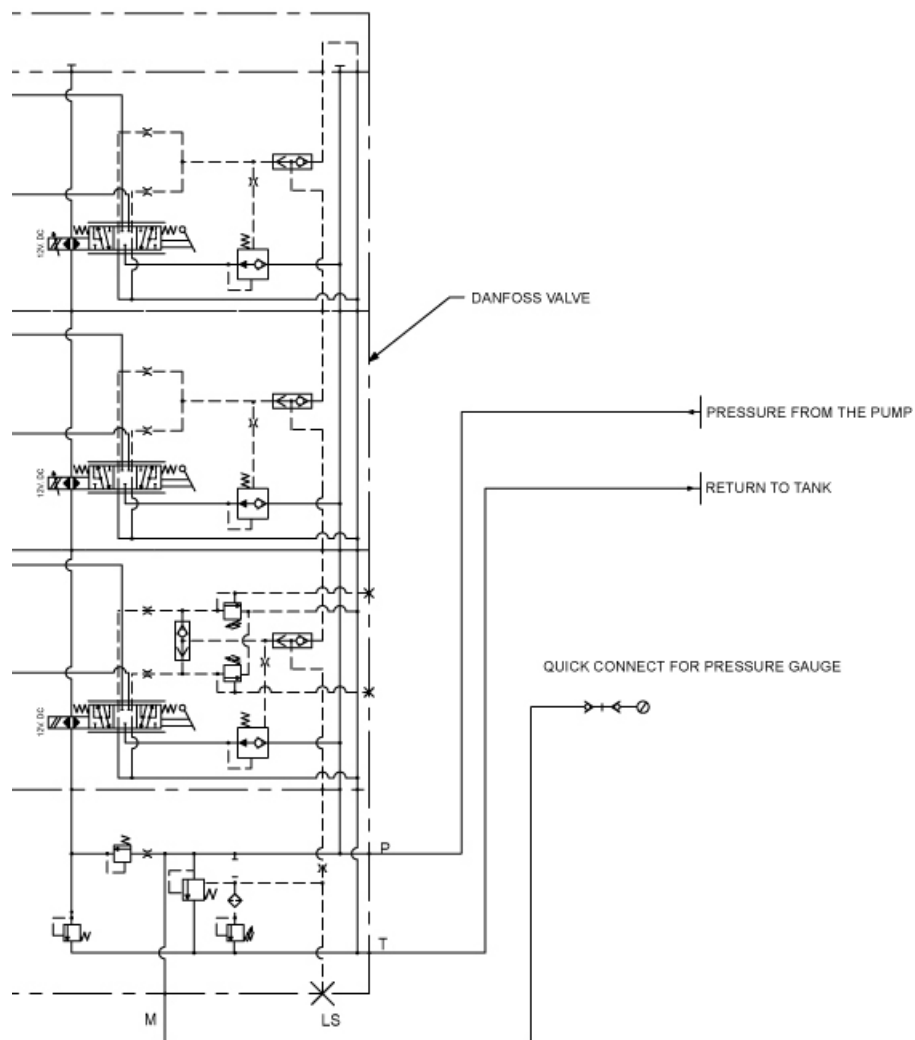 12V. DC
DANFOSS VALVE
PRESSURE FROM THE PUMP
12V. DC
RETURN TO TANK
QUICK CONNECT FOR PRESSURE GAUGE
12V. DC
P
T
M
LS